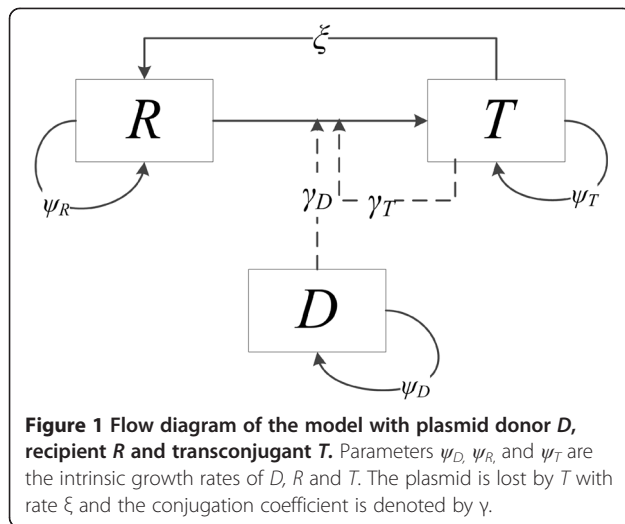 ξ
R
T
γD
γT
ψR
ψT
D
ψD
Figure 1 Flow diagram of the model with plasmid donor D,
recipient R and transconjugant T. Parameters ψD, ψR, and ψT are
the intrinsic growth rates of D, R and T. The plasmid is lost by T with
rate ξ and the conjugation coefficient is denoted by γ.